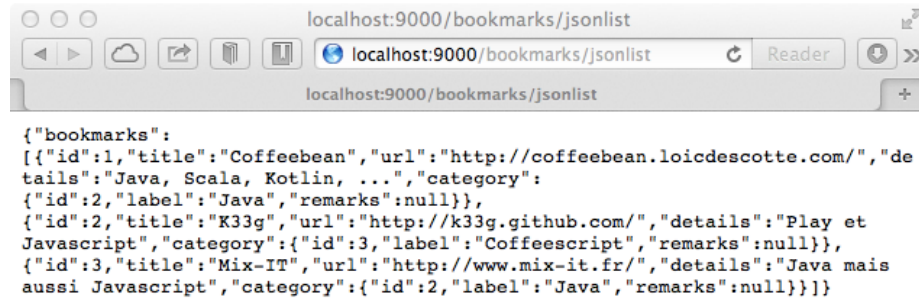 localhost:9000/bookmarks/jsonlist
localhost:9000/bookmarks/jsonlist
Reader
localhost:9000/bookmarks/jsonlist
{"bookmarks":
[{"id":1,"title":"Coffeebean","url":"http://coffeebean.loicdescotte.com/","de
tails":"Java, Scala, Kotlin, ...","category":
{"id":2,"label":"Java","remarks":null}},
{"id":2,"title":"K33g","url":"http://k33g.github.com/","details":"Play et
Javascript","category":{"id":3,"label":"Coffeescript","remarks":null}},
{"id":3,"title":"Mix-IT","url":"http://www.mix-it.fr/","details":"Java mais
aussi Javascript","category":{"id":2,"label":"Java","remarks":null}}]}